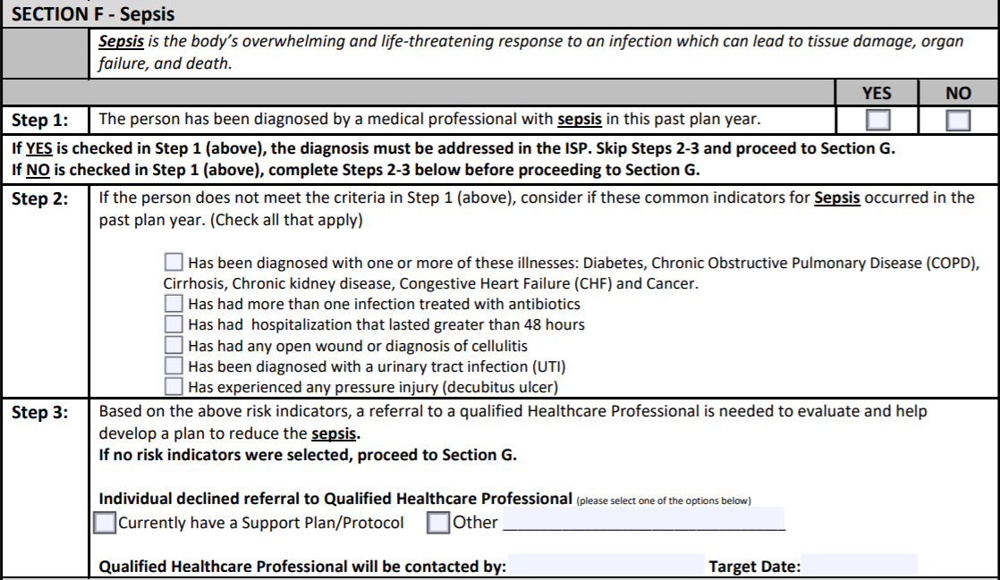 SECTION F - Sepsis
Sepsis is the body's overwhelming and life-threatening response to an infection which can lead to tissue damage, organ
failure, and death.
YES NO
Step 1: The person has been diagnosed by a medical professional with sepsis in this past plan year.
If YES is checked in Step 1 (above), the diagnosis must be addressed in the ISP. Skip Steps 2-3 and proceed to Section G.
If NO is checked in Step 1 (above), complete Steps 2-3 below before proceeding to Section G.
Step 2: If the person does not meet the criteria in Step 1 (above), consider if these common indicators for Sepsis occurred in the
past plan year. (Check all that apply)
Has been diagnosed with one or more of these illnesses: Diabetes, Chronic Obstructive Pulmonary Disease (COPD),
Cirrhosis, Chronic kidney disease, Congestive Heart Failure (CHF) and Cancer.
Has had more than one infection treated with antibiotics
Has had hospitalization that lasted greater than 48 hours
Has had any open wound or diagnosis of cellulitis
Has been diagnosed with a urinary tract infection (UTI)
Has experienced any pressure injury (decubitus ulcer)
Step 3: Based on the above risk indicators, a referral to a qualified Healthcare Professional is needed to evaluate and help
develop a plan to reduce the sepsis.
If no risk indicators were selected, proceed to Section G.
Individual declined referral to Qualified Healthcare Professional (please select one of the options below)
Currently have a Support Plan/Protocol Other ________________________________
Qualified Healthcare Professional will be contacted by: Target Date: